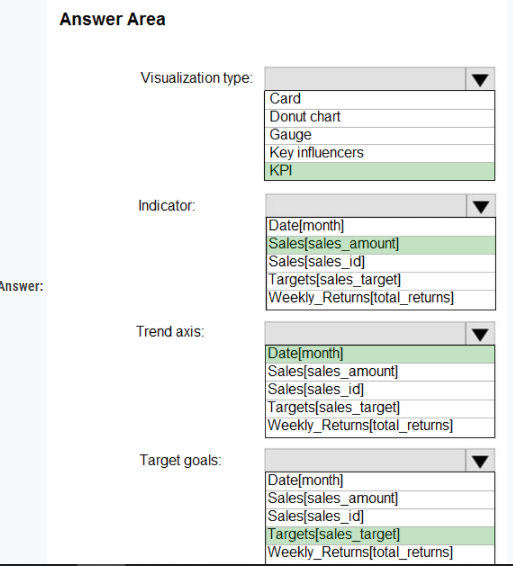 Answer Area
Visualization type:
Card
Donut chart
Gauge
Key influencers
KPI
Indicator:
Date[month]
Sales[sales_amount]
Sales[sales_id]
Targets[sales_target]
Weekly_Returns[total_returns]
Answer:
Trend axis:
Date[month]
Sales[sales_amount]
Sales[sales_id]
Targets[sales_target]
Weekly_Returns[total_returns]
Target goals:
Date[month]
Sales[sales_amount]
Sales[sales_id]
Targets[sales_target]
Weekly_Returns[total_returns]